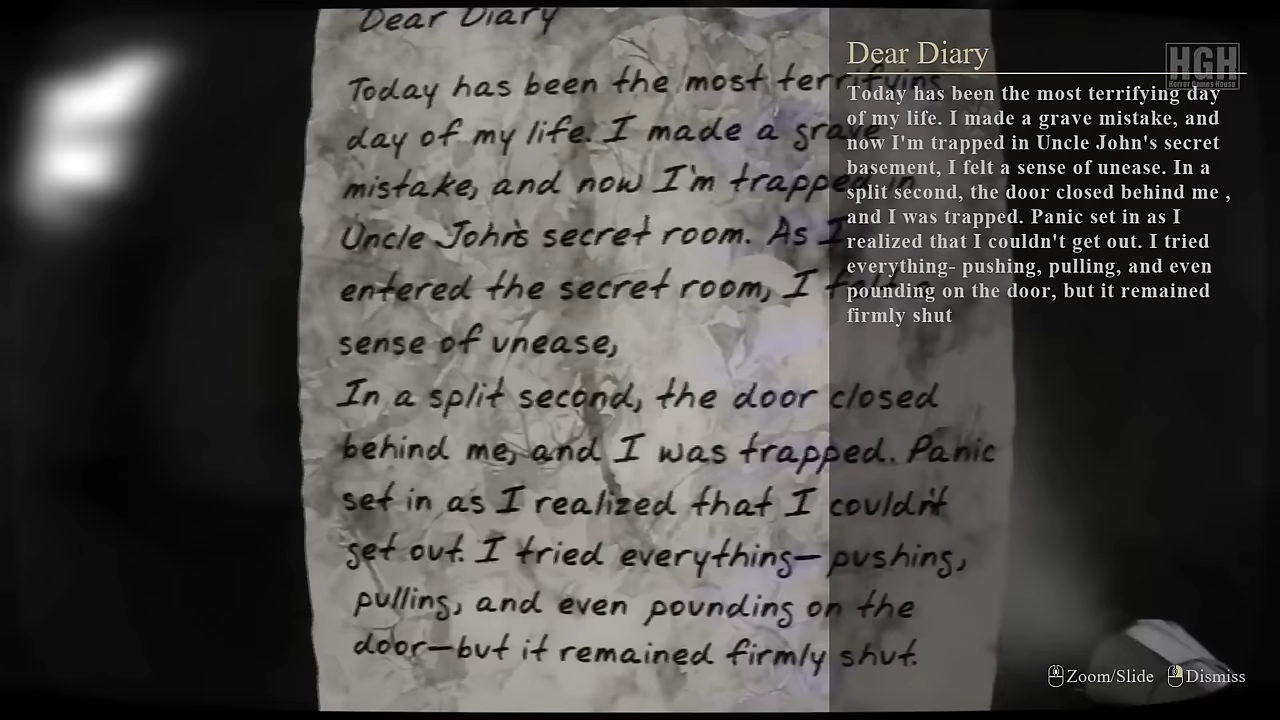 Dear Diary
Today has been the most terrifying
day of my life. I made a grave
mistake, and now I'm trapped in
Uncle John's secret room. As I
entered the secret room, I felt a
sense of unease,
In a split second, the door closed
behind me, and I was trapped. Panic
set in as I realized that I couldn't
get out. I tried everything—pushing,
pulling, and even pounding on the
door—but it remained firmly shut.
Dear Diary
HGH
Horror Games House
Today has been the most terrifying day
of my life. I made a grave mistake, and
now I'm trapped in Uncle John's secret
basement, I felt a sense of unease. In a
split second, the door closed behind me ,
and I was trapped. Panic set in as I
realized that I couldn't get out. I tried
everything- pushing, pulling, and even
pounding on the door, but it remained
firmly shut
Zoom/Slide
Dismiss